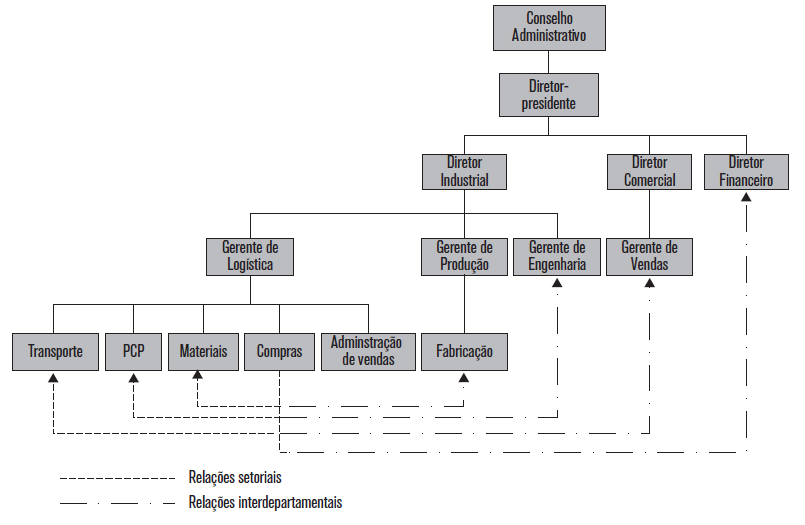 Conselho
Administrativo
Diretor-
presidente
Diretor
Industrial
Diretor
Comercial
Diretor
Financeiro
Gerente de
Logística
Gerente de
Produção
Gerente de
Engenharia
Gerente de
Vendas
Transporte
PCP
Materiais
Compras
Adminstração
de vendas
Fabricação
Relações setoriais
Relações interdepartamentais